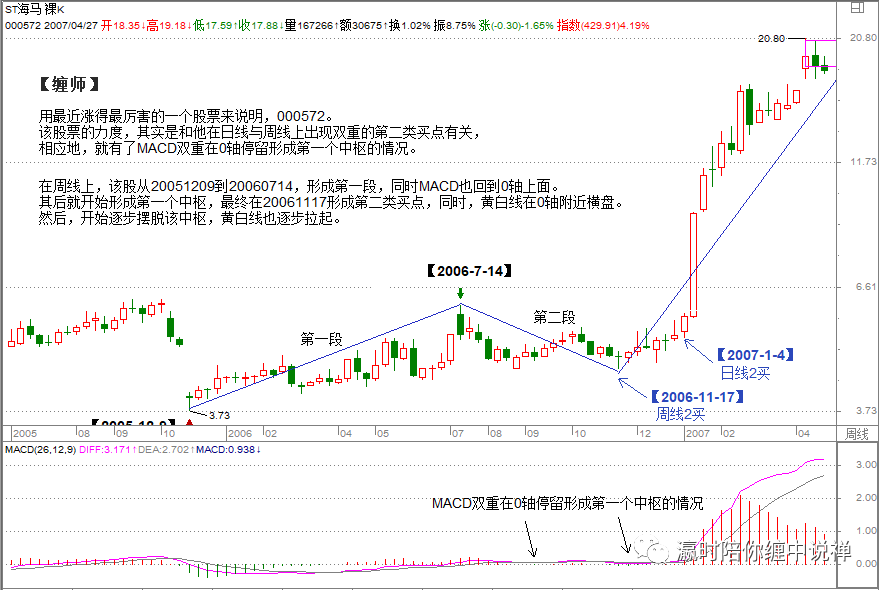 ST海马 裸K
000572 2007/04/27 开18.35↓高19.18↓低17.59↑收17.88↓量167266↑额30675↑换1.02% 振8.75% 涨(-0.30)-1.65% 指数(429.91)4.19%
20.80
20.80
【缠师】
用最近涨得最厉害的一个股票来说明，000572。
该股票的力度，其实是和他在日线与周线上出现双重的第二类买点有关，
相应地，就有了MACD双重在0轴停留形成第一个中枢的情况。
11.73
在周线上，该股从20051209到20060714，形成第一段，同时MACD也回到0轴上面。
其后就开始形成第一个中枢，最终在20061117形成第二类买点，同时，黄白线在0轴附近横盘。
然后，开始逐步摆脱该中枢，黄白线也逐步拉起。
【2006-7-14】
6.61
第一段
第二段
【2007-1-4】
日线2买
【2006-11-17】
周线2买
3.73
3.73
【2005-12-9】
2005 08 09 10 2006 02 04 05 07 08 09 10 12 2007 02 04 周线
MACD(26,12,9) DIFF:3.171↑DEA:2.702↑MACD:0.938↓
3.00
2.00
MACD双重在0轴停留形成第一个中枢的情况
1.00
瀛时陪你缠中说禅
0.00